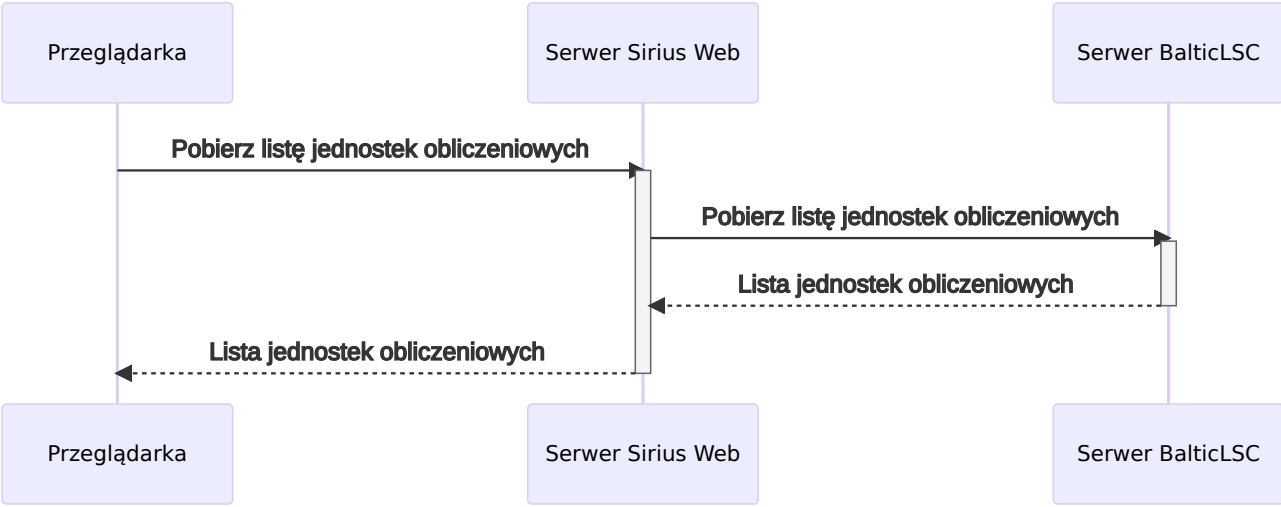 Przeglądarka
Serwer Sirius Web
Serwer BalticLSC
Pobierz listę jednostek obliczeniowych
Pobierz listę jednostek obliczeniowych
Lista jednostek obliczeniowych
Lista jednostek obliczeniowych
Przeglądarka
Serwer Sirius Web
Serwer BalticLSC